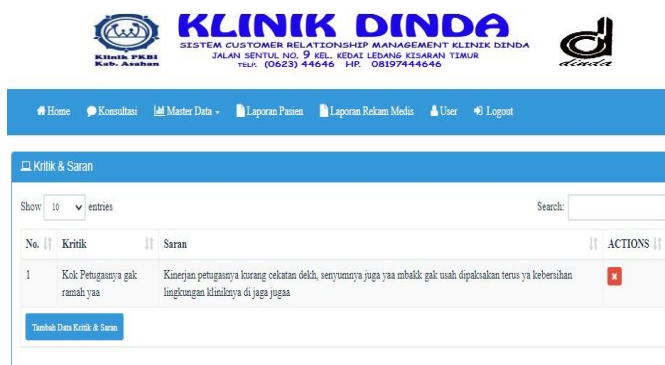 KLINIK DINDA
SISTEM CUSTOMER RELATIONSHIP MANAGEMENT KLINIK DINDA
JALAN SENTUL NO. 9 KEL. KEDAI LEDANG KISARAN TIMUR
TELP. (0623) 44646 HP. 08197444646
Klinik PKBI
Kab. Asahan
dinda
Home Konsultasi Master Data Laporan Pasien Laporan Rekam Medis User Logout
Kritik & Saran
Show 10 entries Search:
No. Kritik Saran ACTIONS
1 Kok Petugasnya gak Kinerjan petugasnya kurang cekatan dekh, senyumnya juga yaa mbakk gak usah dipaksakan terus ya kebersihan
ramah yaa lingkungan kliniknya di jaga jugaa
Tambah Data Kritik & Saran